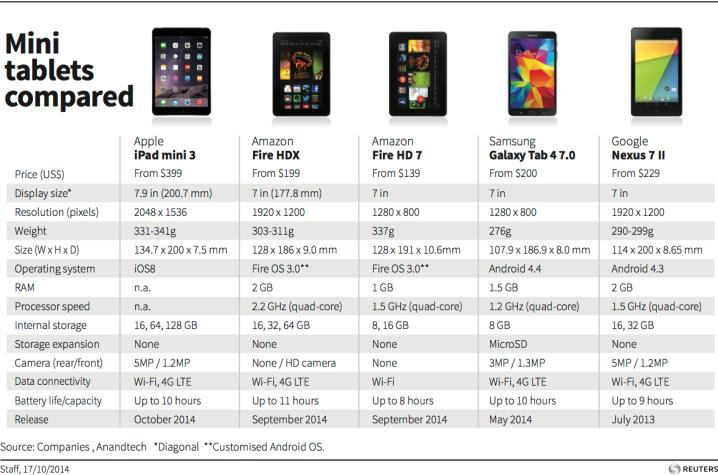 Mini
tablets
compared
Apple Amazon Amazon Samsung Google
iPad mini 3 Fire HDX Fire HD 7 Galaxy Tab 4 7.0 Nexus 7 II
Price (US$) From $399 From $199 From $139 From $200 From $229
Display size* 7.9 in (200.7 mm) 7 in (177.8 mm) 7 in 7 in 7 in
Resolution (pixels) 2048 x 1536 1920 x 1200 1280 x 800 1280 x 800 1920 x 1200
Weight 331-341g 303-311g 337g 276g 290-299g
Size (W x H x D) 134.7 x 200 x 7.5 mm 128 x 186 x 9.0 mm 128 x 191 x 10.6mm 107.9 x 186.9 x 8.0 mm 114 x 200 x 8.65 mm
Operating system iOS8 Fire OS 3.0** Fire OS 3.0** Android 4.4 Android 4.3
RAM n.a. 2 GB 1 GB 1.5 GB 2 GB
Processor speed n.a. 2.2 GHz (quad-core) 1.5 GHz (quad-core) 1.2 GHz (quad-core) 1.5 GHz (quad-core)
Internal storage 16, 64, 128 GB 16, 32, 64 GB 8, 16 GB 8 GB 16, 32 GB
Storage expansion None None None MicroSD None
Camera (rear/front) 5MP / 1.2MP None / HD camera None 3MP / 1.3MP 5MP / 1.2MP
Data connectivity Wi-Fi, 4G LTE Wi-Fi, 4G LTE Wi-Fi Wi-Fi, 4G LTE Wi-Fi, 4G LTE
Battery life/capacity Up to 10 hours Up to 11 hours Up to 8 hours Up to 10 hours Up to 9 hours
Release October 2014 September 2014 September 2014 May 2014 July 2013
Source: Companies , Anandtech *Diagonal **Customised Android OS.
Staff, 17/10/2014 REUTERS